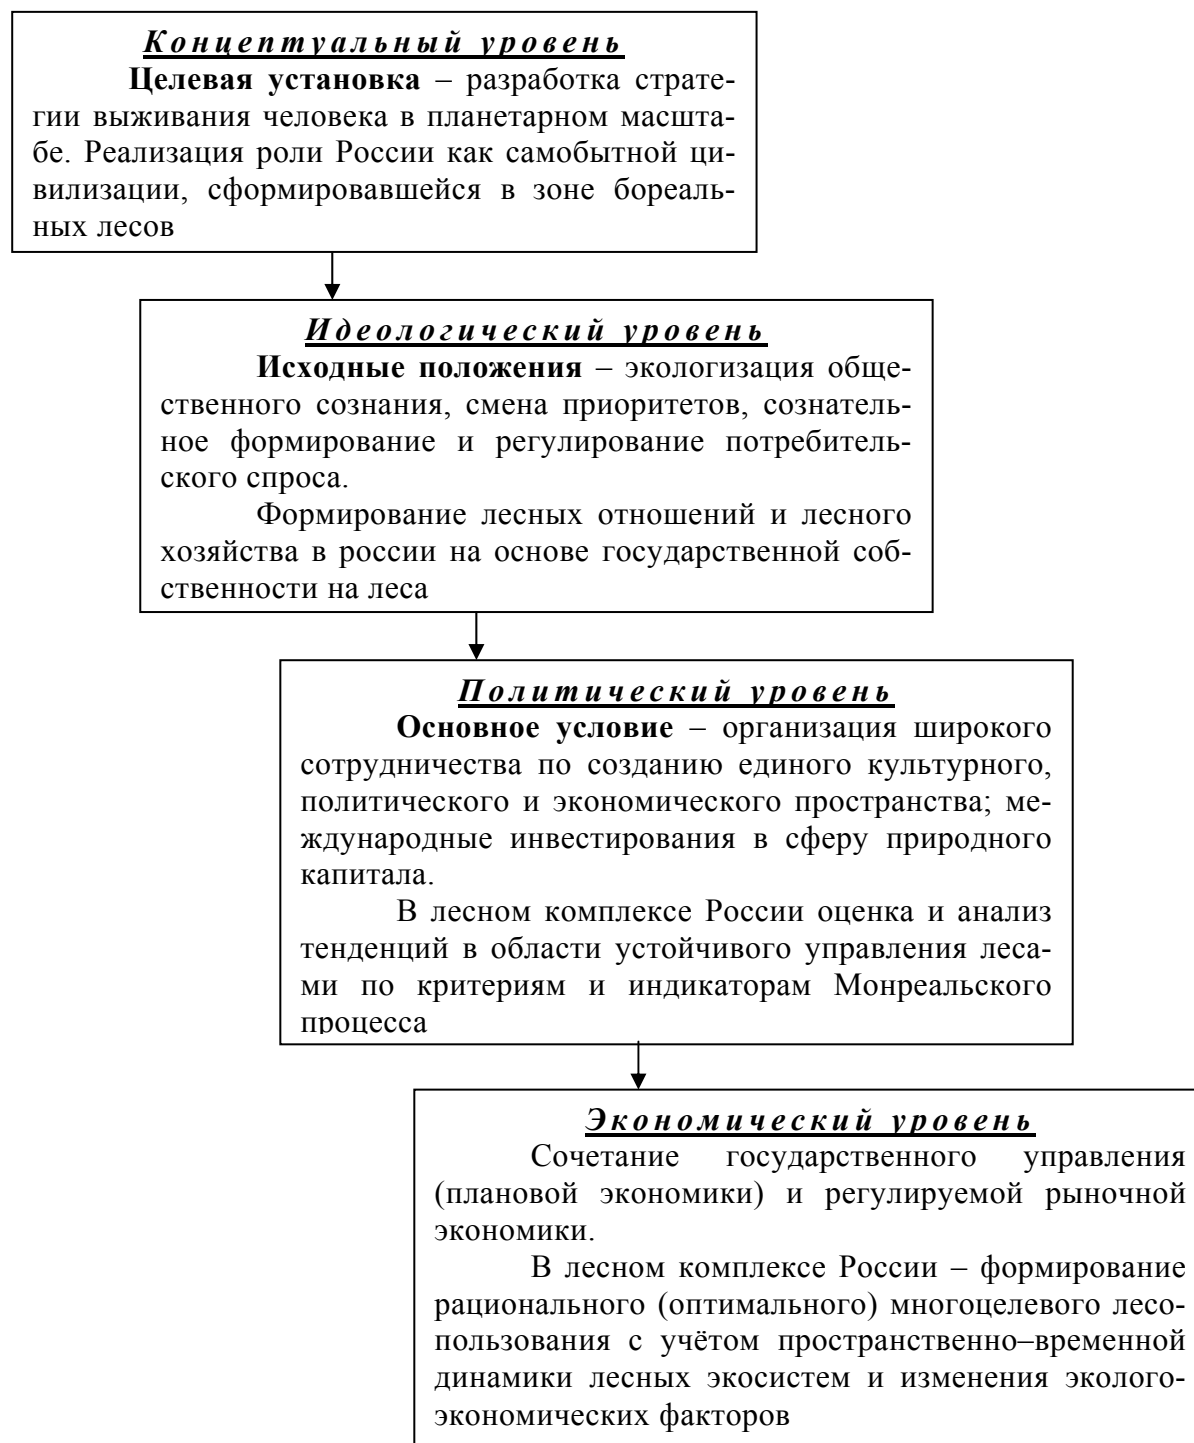 Концептуальный уровень
Целевая установка – разработка страте-
гии выживания человека в планетарном масшта-
бе. Реализация роли России как самобытной ци-
вилизации, сформировавшейся в зоне бореаль-
ных лесов
Идеологический уровень
Исходные положения – экологизация обще-
ственного сознания, смена приоритетов, сознатель-
ное формирование и регулирование потребитель-
ского спроса.
Формирование лесных отношений и лесного
хозяйства в россии на основе государственной соб-
ственности на леса
Политический уровень
Основное условие – организация широкого
сотрудничества по созданию единого культурного,
политического и экономического пространства; ме-
ждународные инвестирования в сферу природного
капитала.
В лесном комплексе России оценка и анализ
тенденций в области устойчивого управления леса-
ми по критериям и индикаторам Монреальского
процесса
Экономический уровень
Сочетание государственного управления
(плановой экономики) и регулируемой рыночной
экономики.
В лесном комплексе России – формирование
рационального (оптимального) многоцелевого лесо-
пользования с учётом пространственно–временной
динамики лесных экосистем и изменения эколого-
экономических факторов